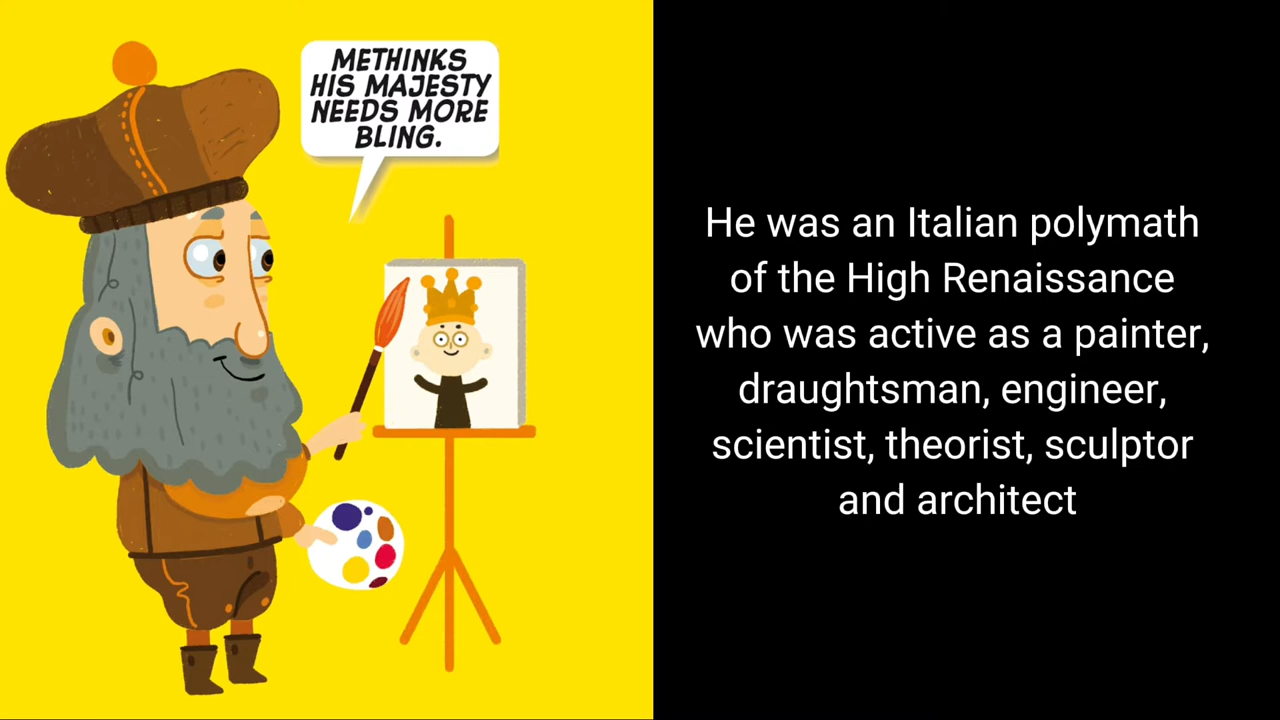 METHINKS
HIS MAJESTY
NEEDS MORE
BLING.
He was an Italian polymath
of the High Renaissance
who was active as a painter,
draughtsman, engineer,
scientist, theorist, sculptor
and architect